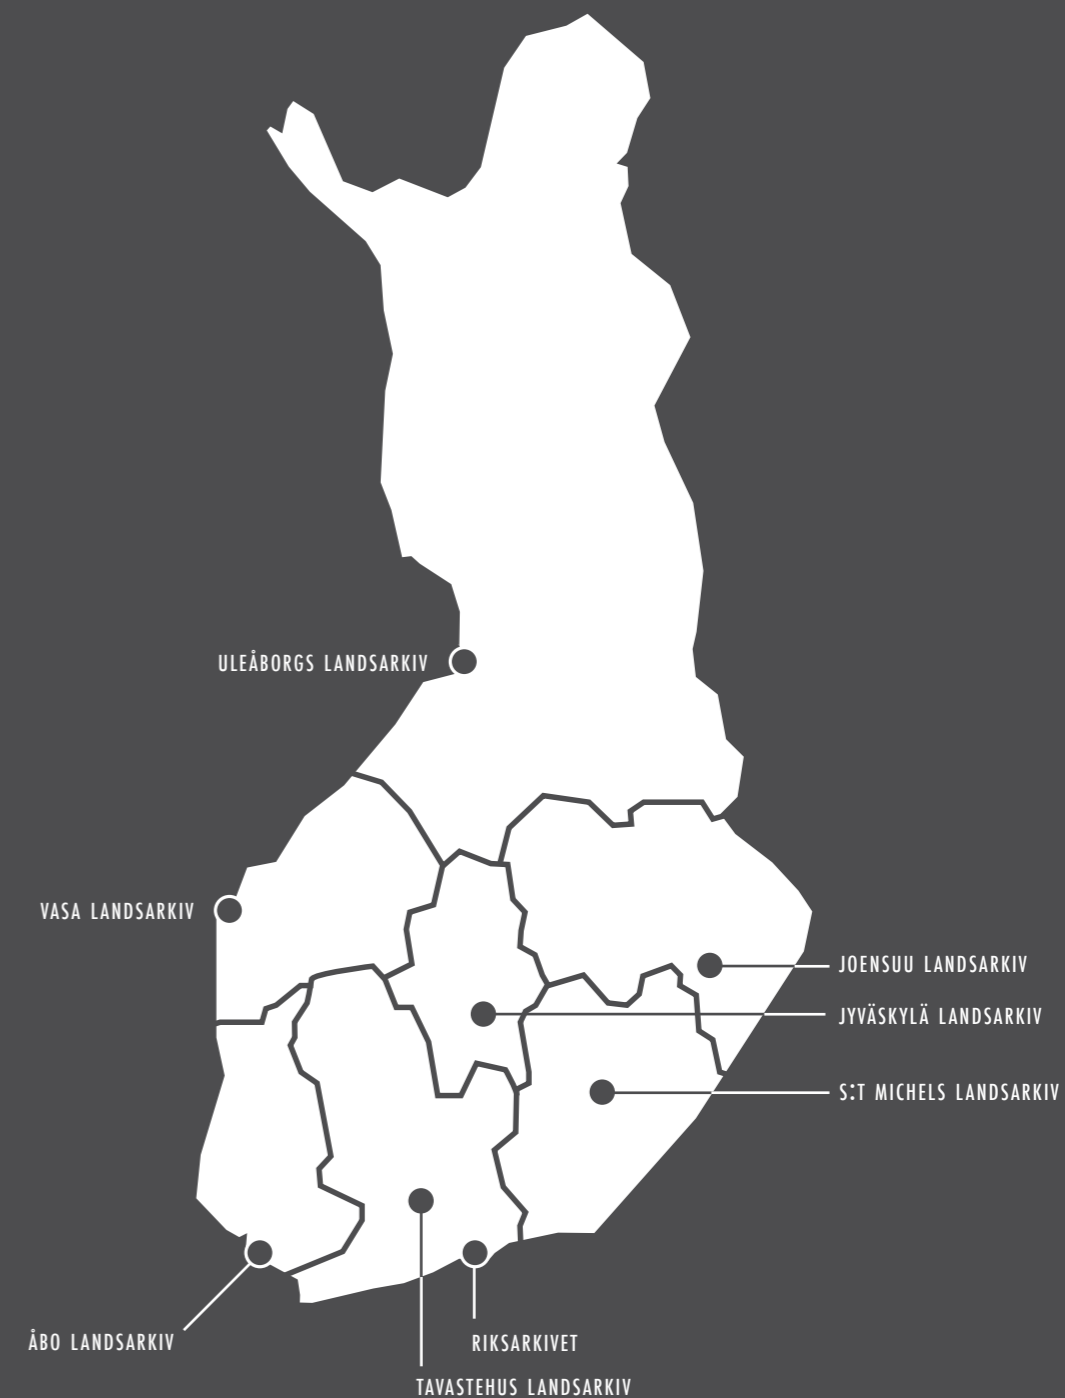 ULEÅBORGS LANDSARKIV
VASA LANDSARKIV
JOENSUU LANDSARKIV
JYVÄSKYLÄ LANDSARKIV
S:T MICHELS LANDSARKIV
ÅBO LANDSARKIV
RIKSARKIVET
TAVASTEHUS LANDSARKIV